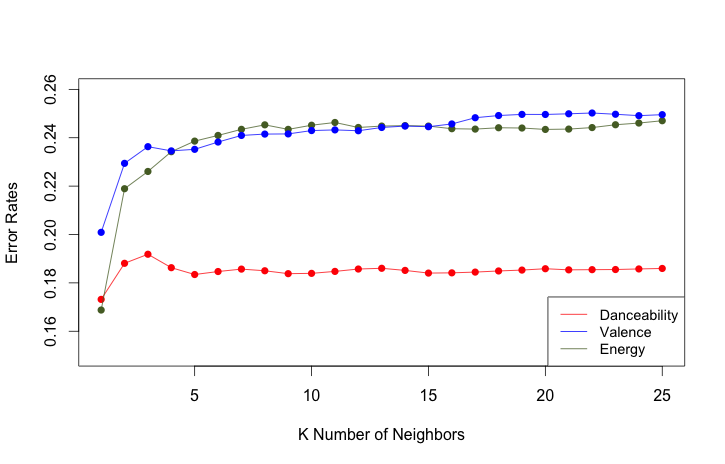 0.26
0.24
0.22
0.20
0.18
0.16
Error Rates
Danceability
Valence
Energy
5 10 15 20 25
K Number of Neighbors